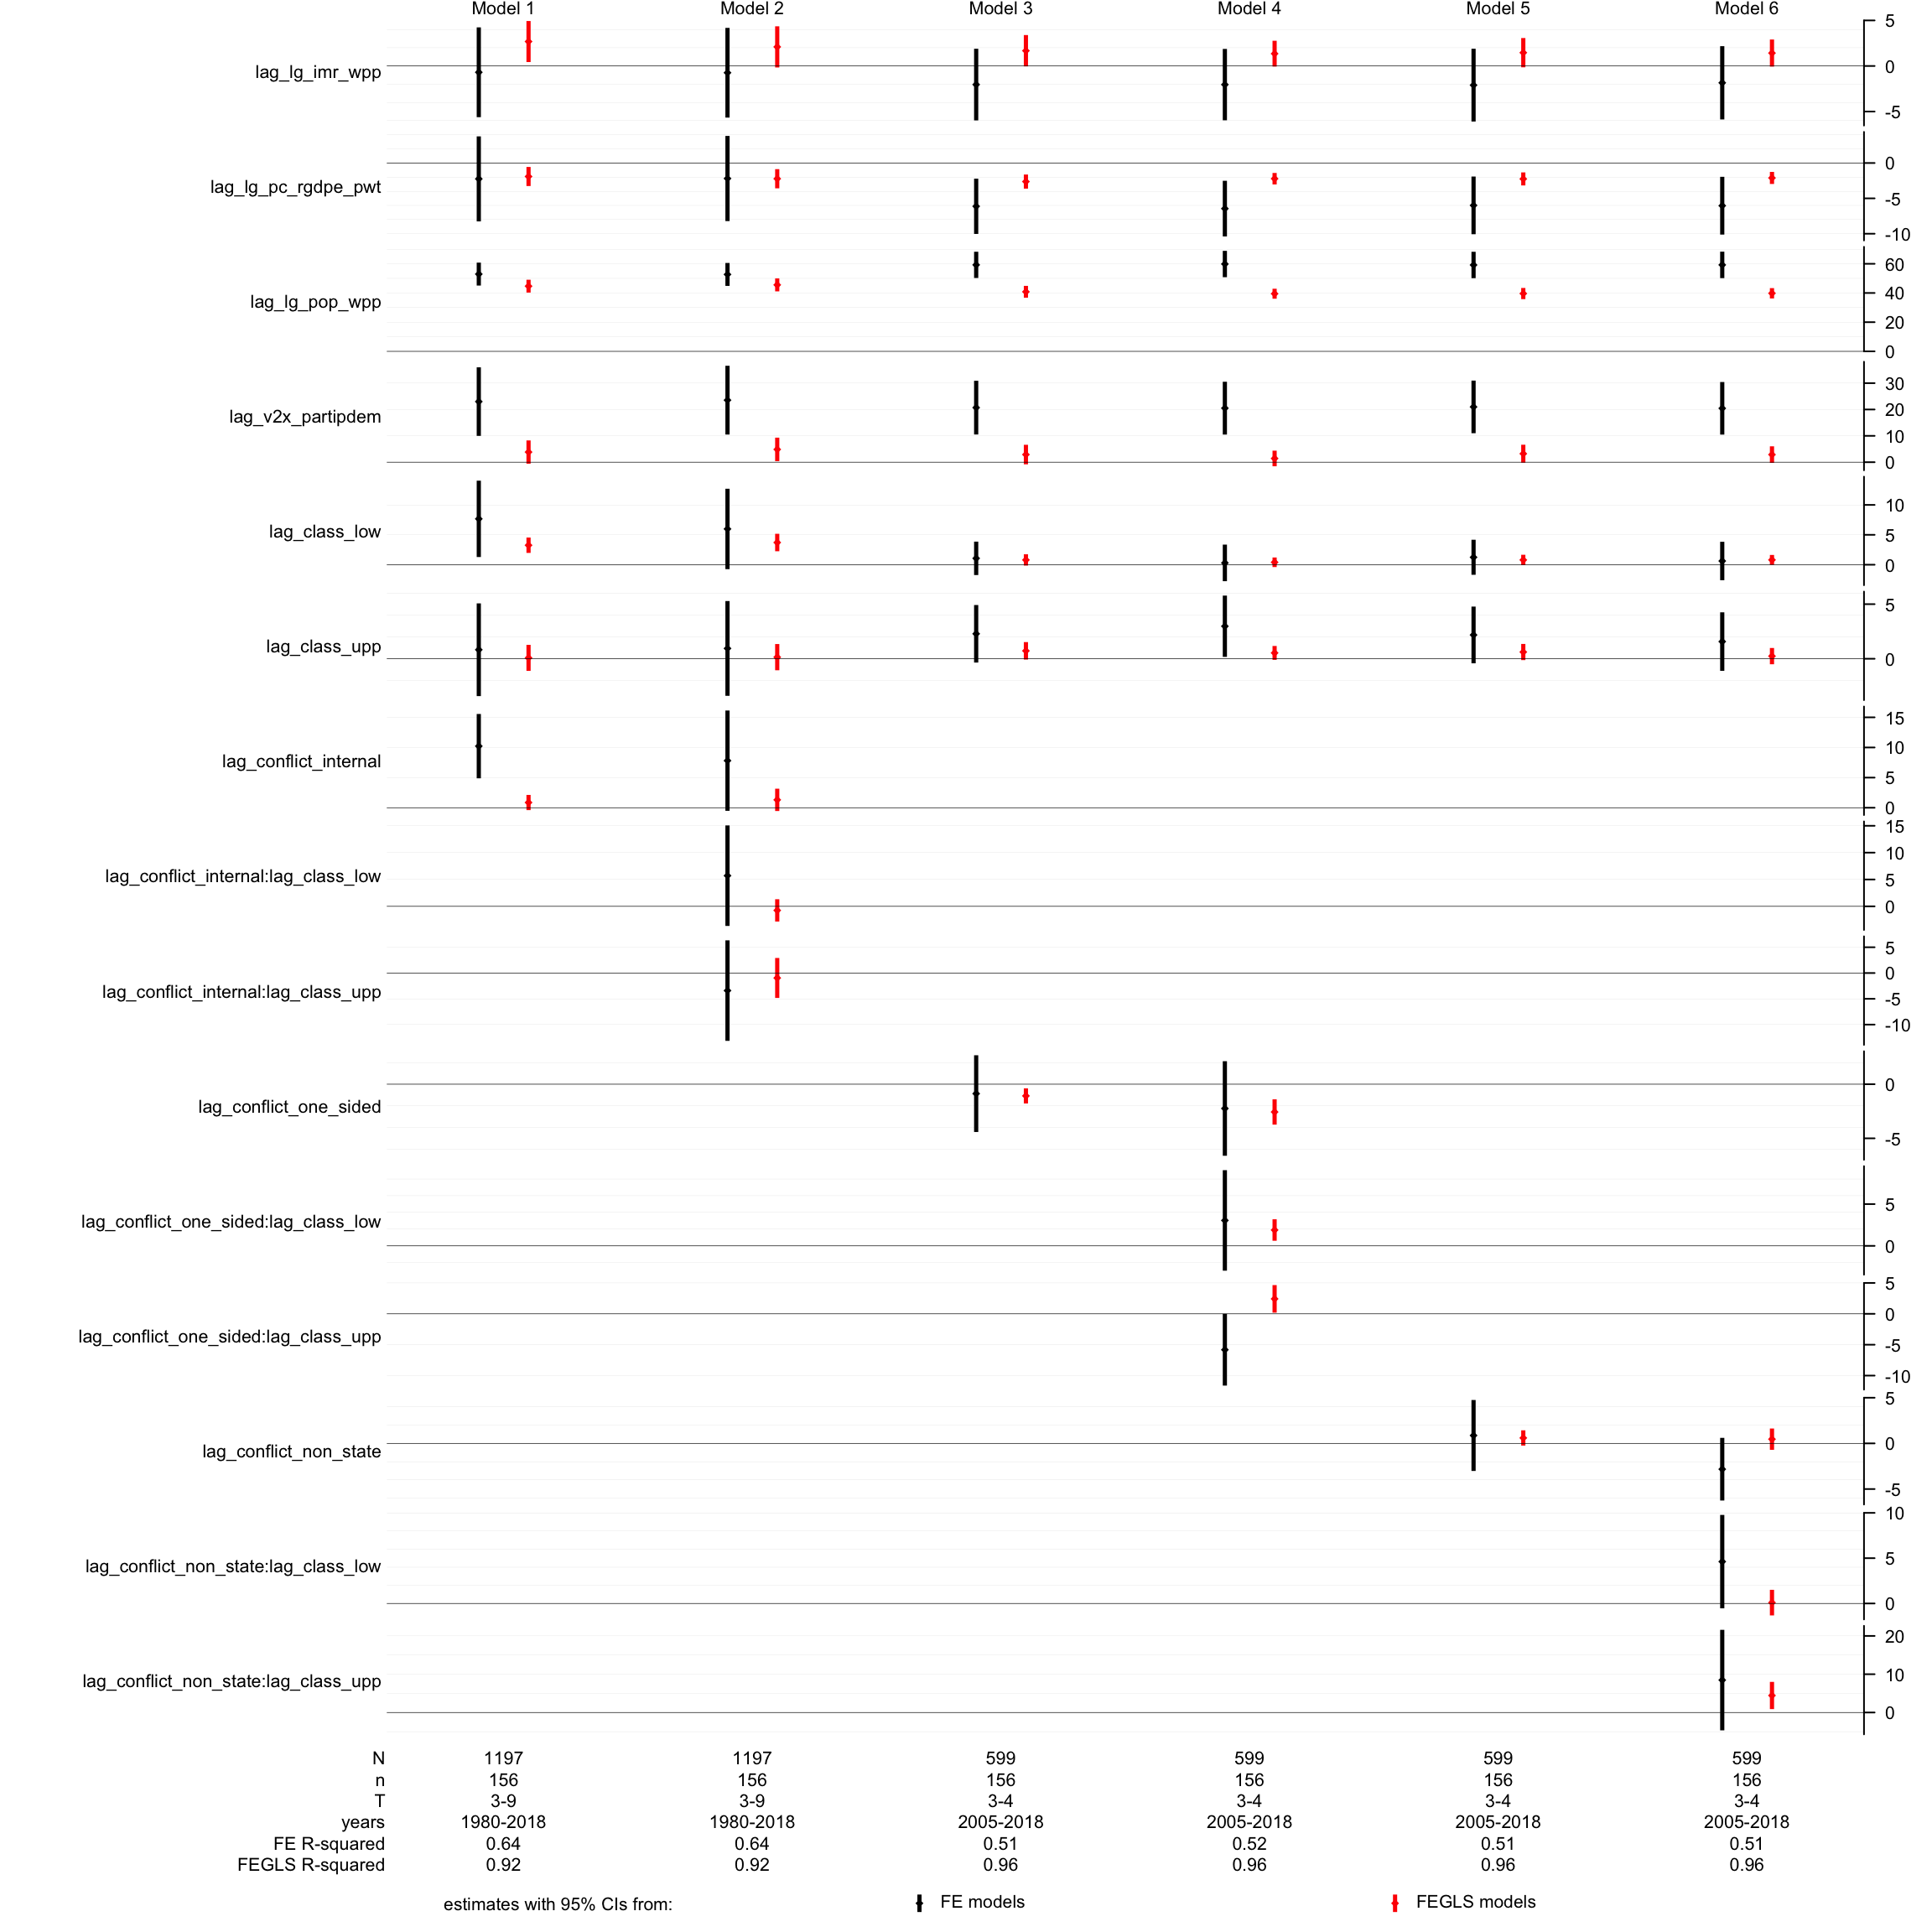 Model 1 Model 2 Model 3 Model 4 Model 5 Model 6
lag_lg_imr_wpp 5 0 -5
lag_lg_pc_rgdpe_pwt 0 -5 -10
lag_lg_pop_wpp 60 40 20 0
lag_v2x_partipdem 30 20 10 0
lag_class_low 10 5 0
lag_class_upp 5 0
lag_conflict_internal 15 10 5 0
lag_conflict_internal:lag_class_low 15 10 5 0
lag_conflict_internal:lag_class_upp 5 0 -5 -10
lag_conflict_one_sided 0 -5
lag_conflict_one_sided:lag_class_low 5 0
lag_conflict_one_sided:lag_class_upp 5 0 -5 -10
lag_conflict_non_state 5 0 -5
lag_conflict_non_state:lag_class_low 10 5 0
lag_conflict_non_state:lag_class_upp 20 10 0
N 1197 1197 599 599 599 599
n 156 156 156 156 156 156
T 3-9 3-9 3-4 3-4 3-4 3-4
years 1980-2018 1980-2018 2005-2018 2005-2018 2005-2018 2005-2018
FE R-squared 0.64 0.64 0.51 0.52 0.51 0.51
FEGLS R-squared 0.92 0.92 0.96 0.96 0.96 0.96
estimates with 95% CIs from: FE models FEGLS models